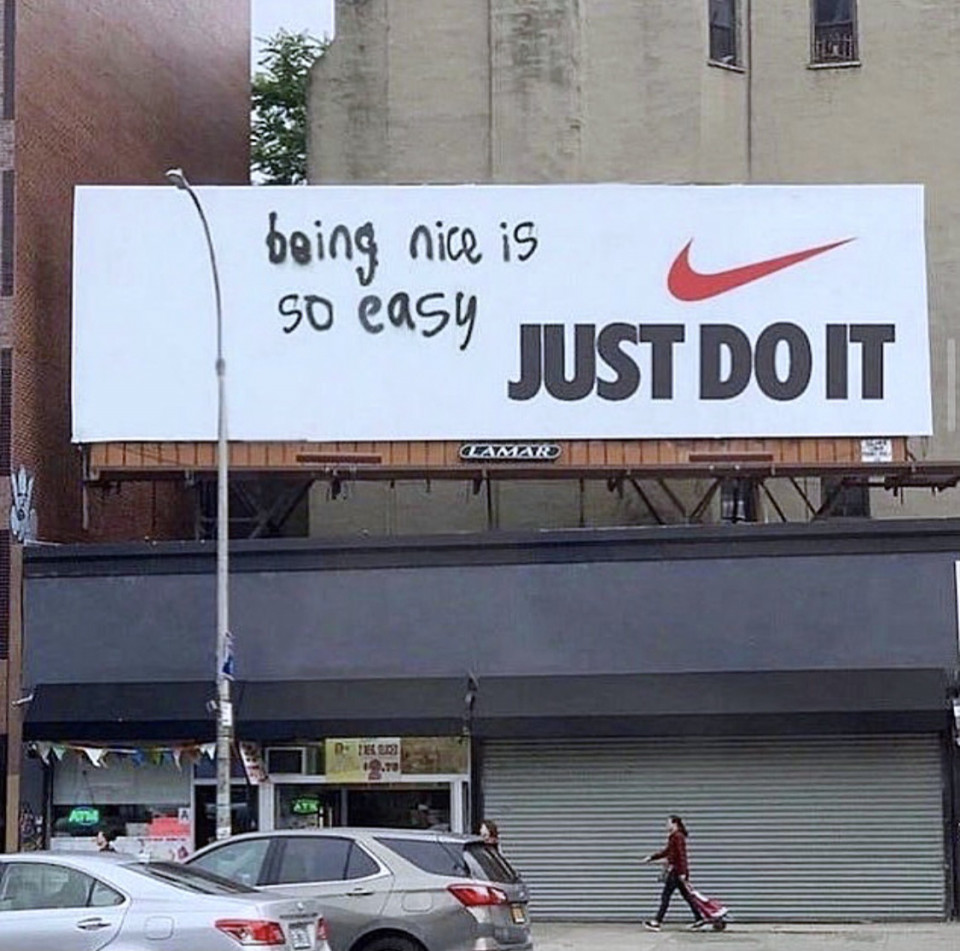 being nice is
so easy
JUST DO IT
LAMAR
ATM
A
ATM